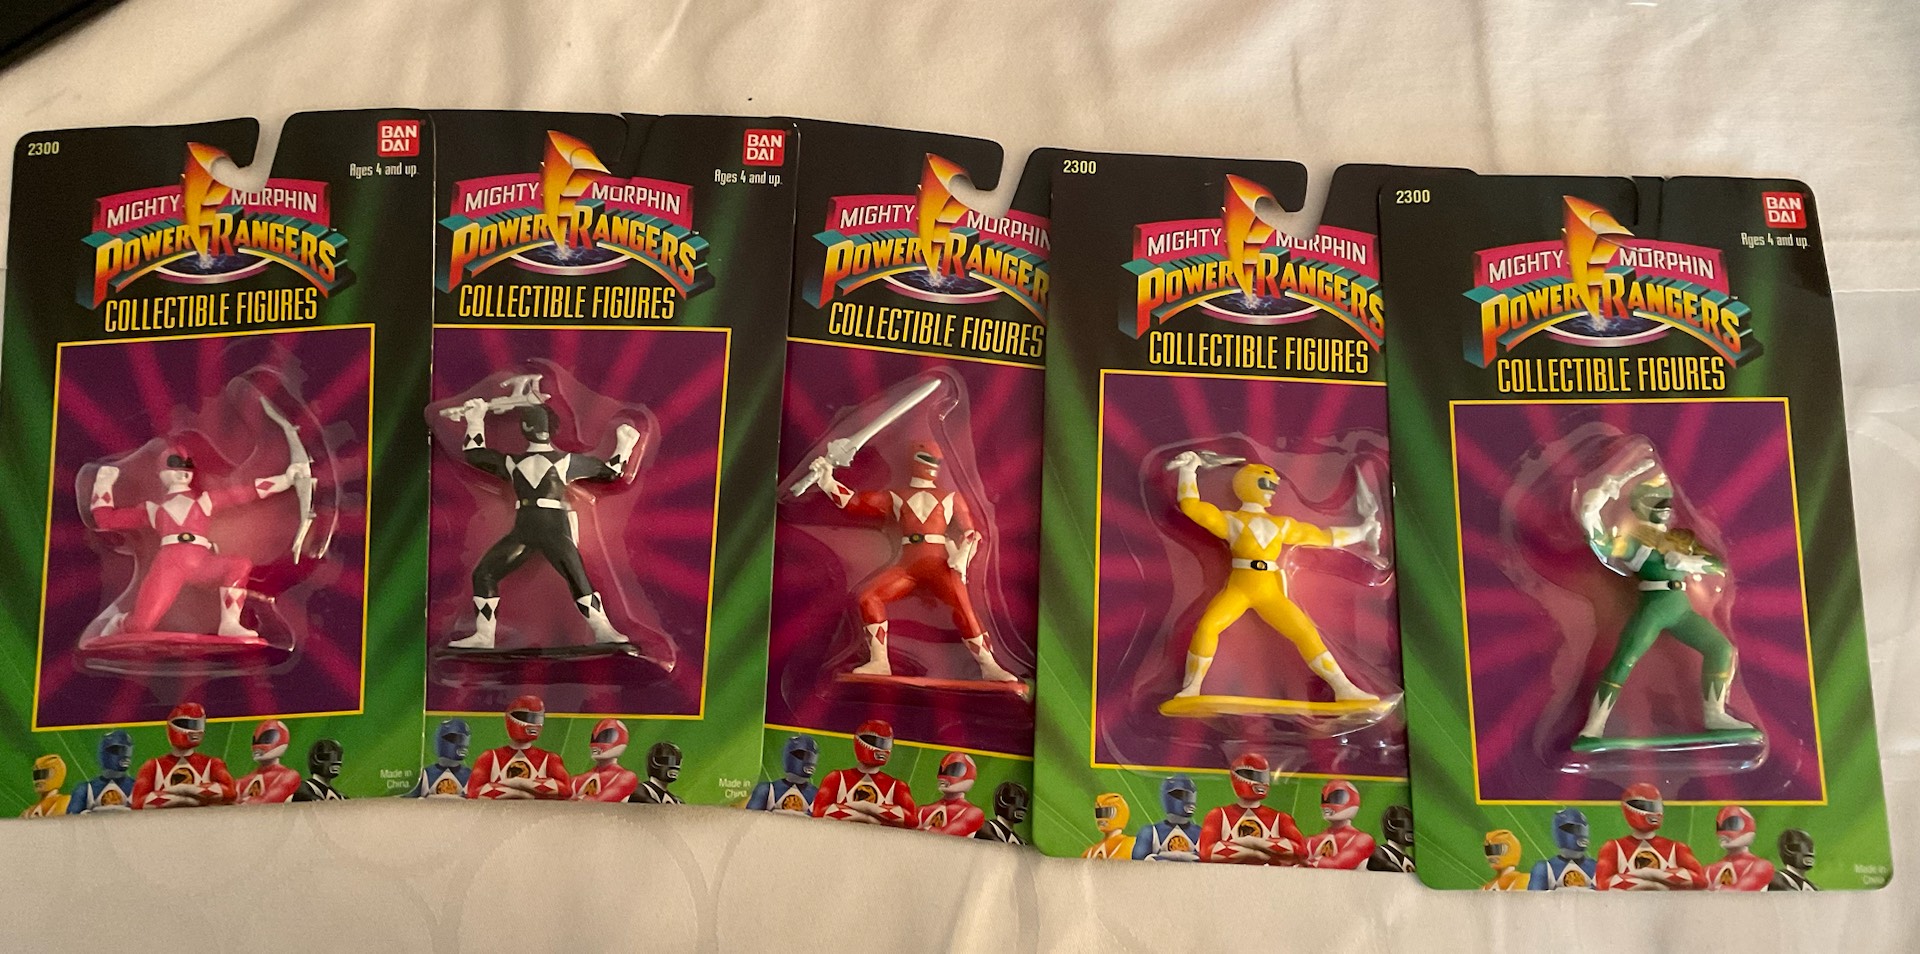 2300
BAN
DAI
Ages 4 and up.
MIGHTY MORPHIN
POWER RANGERS
COLLECTIBLE FIGURES
Made in
China.
BAN
DAI
Ages 4 and up.
MIGHTY MORPHIN
POWER RANGERS
COLLECTIBLE FIGURES
Made in
China.
MIGHTY MORPHIN
POWER RANGERS
COLLECTIBLE FIGURES
2300
MIGHTY MORPHIN
POWER RANGERS
COLLECTIBLE FIGURES
2300
BAN
DAI
Ages 4 and up.
MIGHTY MORPHIN
POWER RANGERS
COLLECTIBLE FIGURES
Made in
China.